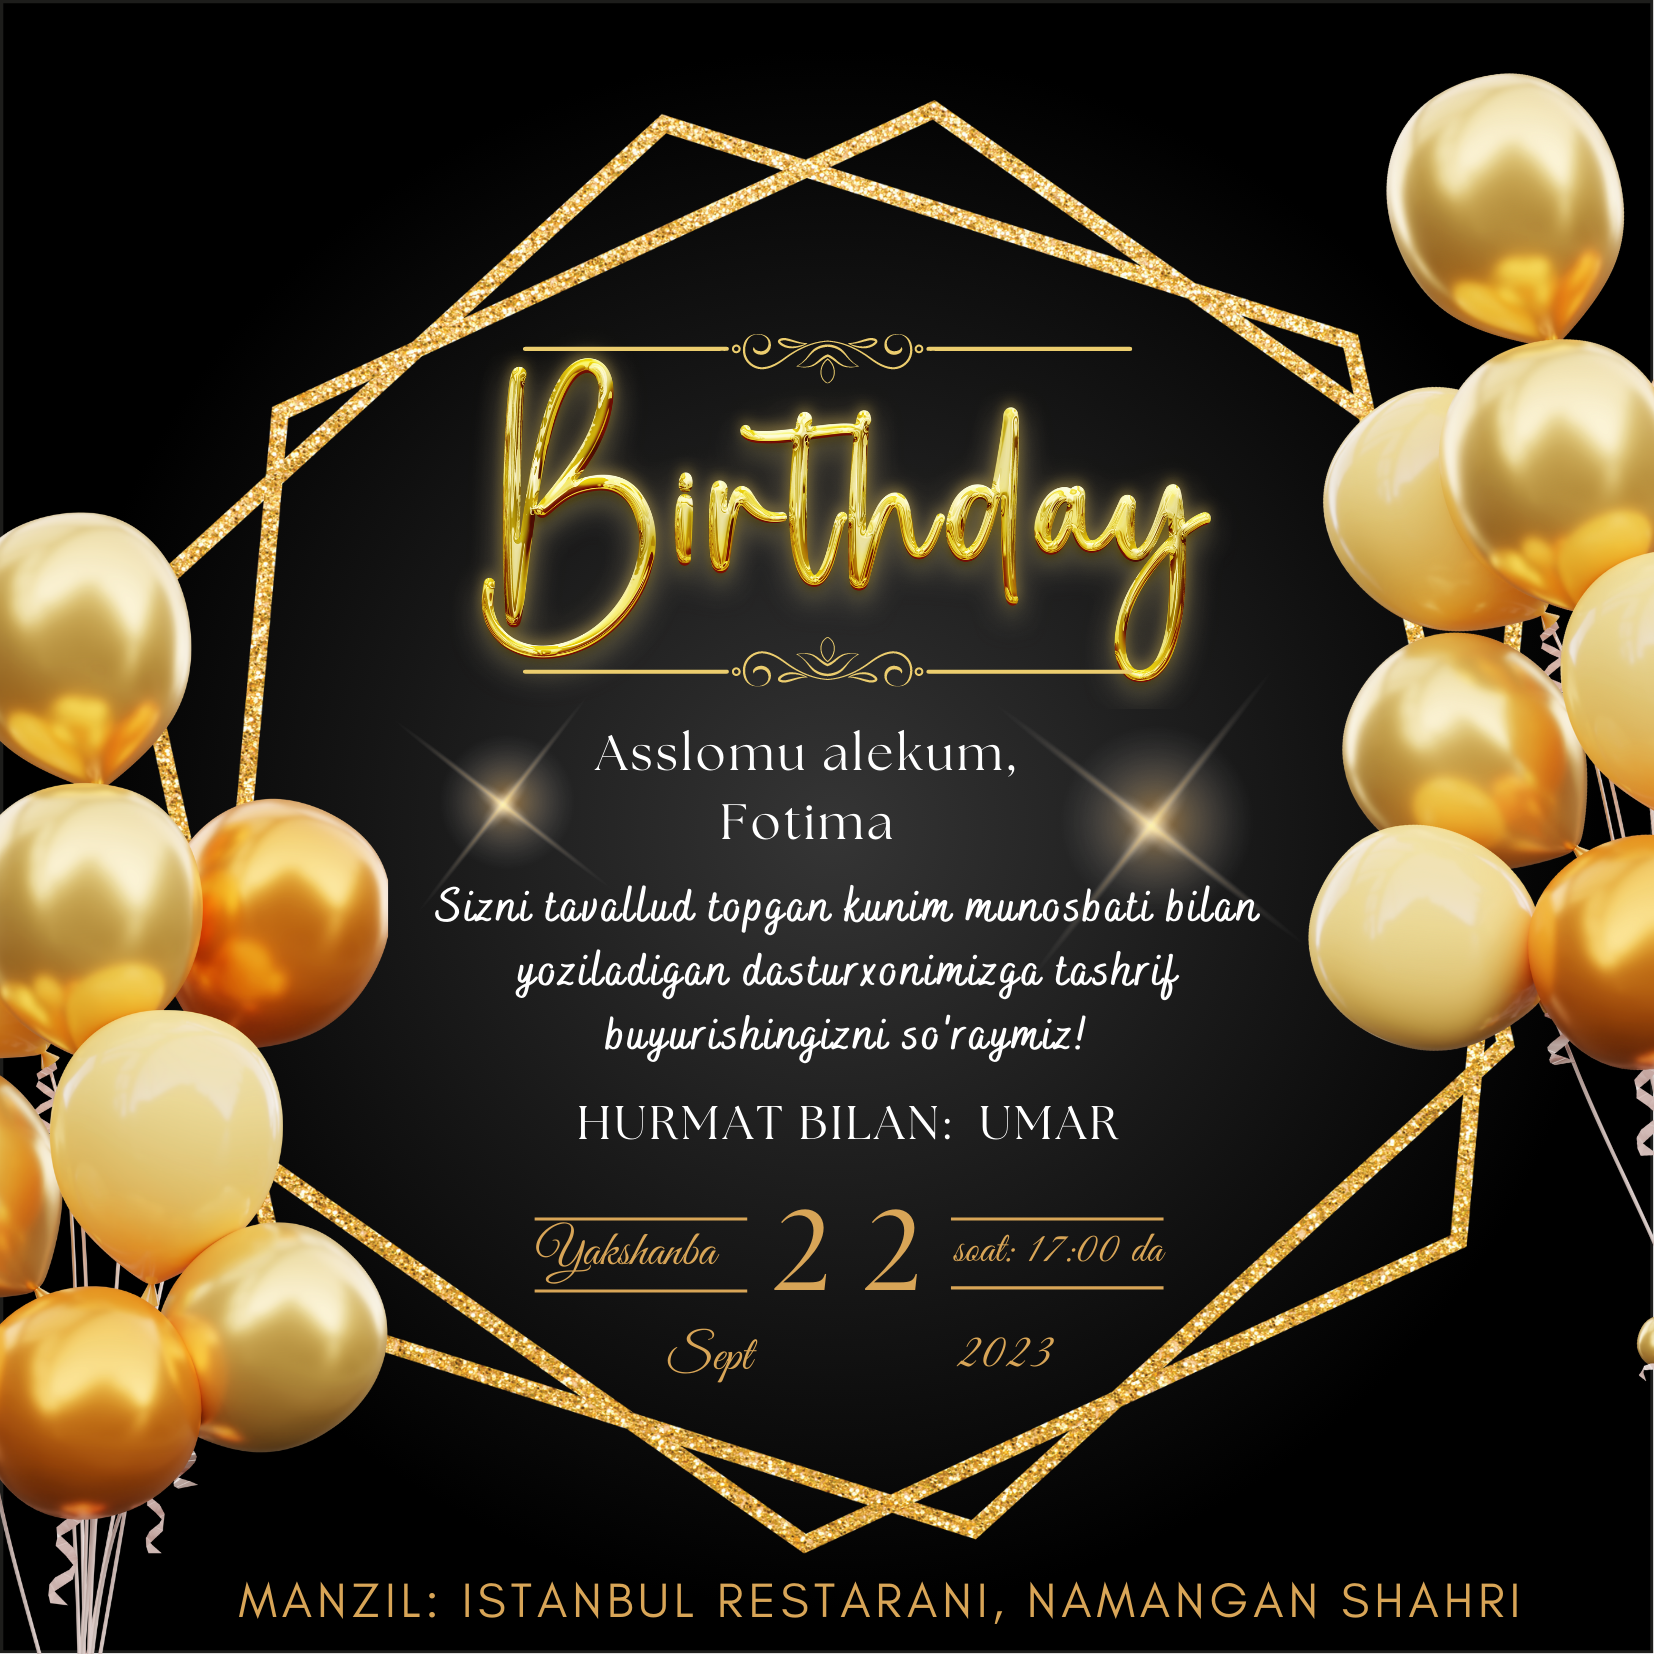 Birthday
Asslomu alekum,
Fotima
Sizni tavallud topgan kunim munosbati bilan
yoziladigan dasturxonimizga tashrif
buyurishingizni so'raymiz!
HURMAT BILAN: UMAR
Yakshanba 22 soat: 17:00 da
Sept 2023
MANZIL: ISTANBUL RESTARANI, NAMANGAN SHAHRI